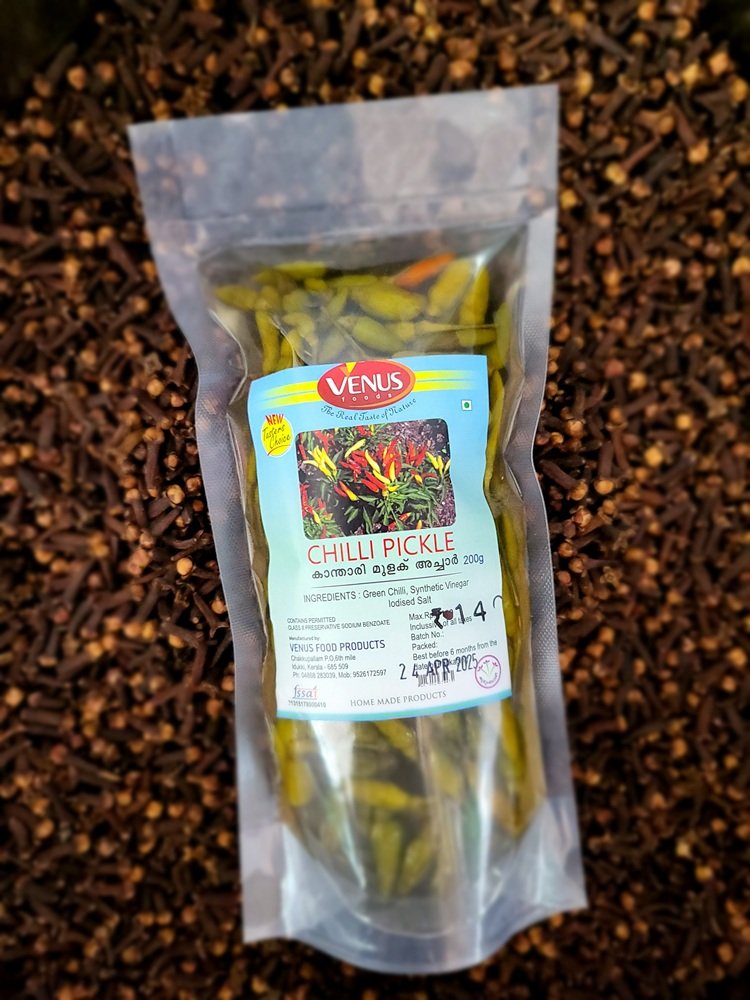 VENUS
foods
The Real Taste of Nature
NEW
Tasters
Choice
CHILLI PICKLE
കാന്താരി മുളക് അച്ചാർ 200g
INGREDIENTS : Green Chilli, Synthetic Vinegar
Iodised Salt
CONTAINS PERMITTED
CLASS II PRESERVATIVE SODIUM BENZOATE
Manufactured by:
VENUS FOOD PRODUCTS
Chakkupallam P.O,6th mile
Idukki, Kerala - 685 509
Ph: 04868 283039, Mob: 9526172597
fssai
HOME MADE PRODUCTS
Max.R
of all taxes
Batch No.:
Packed:
Best before 6 months from the
24 APR 2025